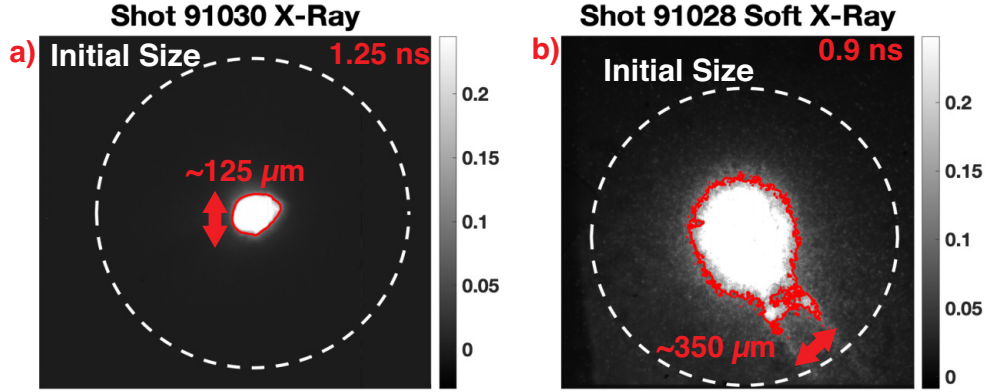 Shot 91030 X-Ray
a)
Initial Size
1.25 ns
~125 µm
0.2
0.15
0.1
0.05
0
Shot 91028 Soft X-Ray
b)
Initial Size
0.9 ns
~350 µm
0.2
0.15
0.1
0.05
0